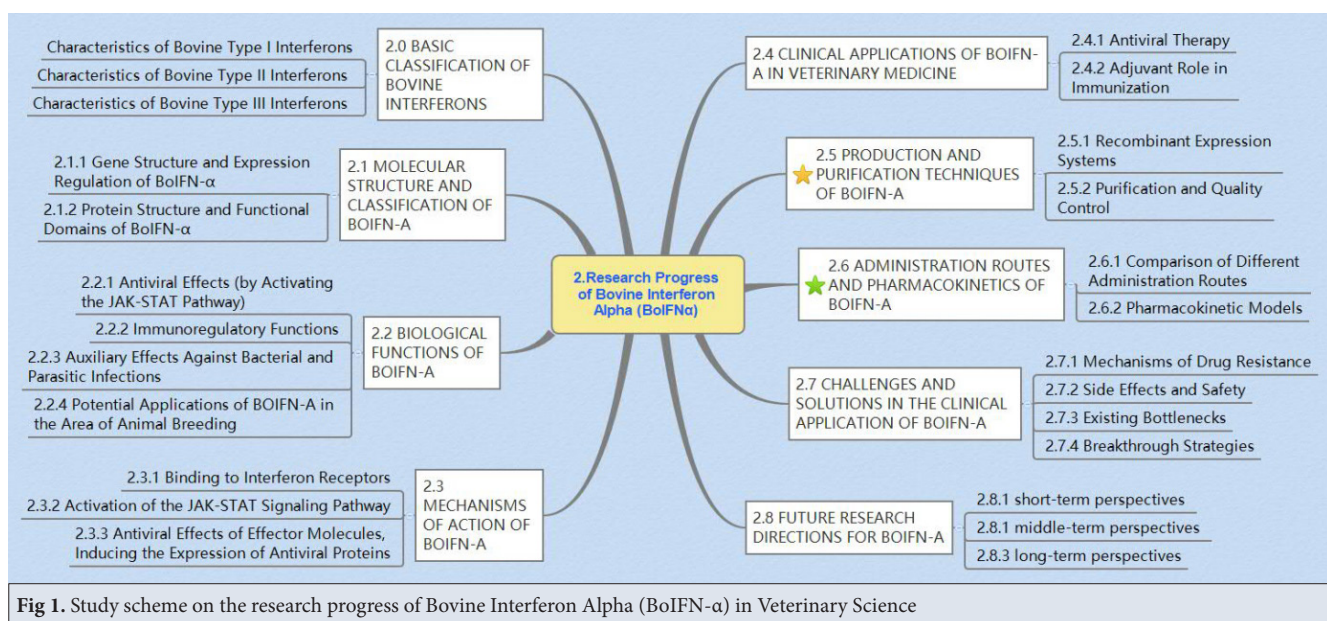 Characteristics of Bovine Type I Interferons
Characteristics of Bovine Type II Interferons
Characteristics of Bovine Type III Interferons
2.0 BASIC
CLASSIFICATION OF
BOVINE
INTERFERONS
2.1.1 Gene Structure and Expression
Regulation of BoIFN-α
2.1.2 Protein Structure and Functional
Domains of BoIFN-α
2.1 MOLECULAR
STRUCTURE AND
CLASSIFICATION OF
BOIFN-A
2.2.1 Antiviral Effects (by Activating
the JAK-STAT Pathway)
2.2.2 Immunoregulatory Functions
2.2.3 Auxiliary Effects Against Bacterial and
Parasitic Infections
2.2.4 Potential Applications of BOIFN-A in
the Area of Animal Breeding
2.2 BIOLOGICAL
FUNCTIONS OF
BOIFN-A
2.3.1 Binding to Interferon Receptors
2.3.2 Activation of the JAK-STAT Signaling Pathway
2.3.3 Antiviral Effects of Effector Molecules,
Inducing the Expression of Antiviral Proteins
2.3
MECHANISMS
OF ACTION OF
BOIFN-A
2.Research Progress
of Bovine Interferon
Alpha (BoIFNα)
2.4 CLINICAL APPLICATIONS OF BOIFN-
A IN VETERINARY MEDICINE
2.4.1 Antiviral Therapy
2.4.2 Adjuvant Role in
Immunization
2.5 PRODUCTION AND
PURIFICATION TECHNIQUES
OF BOIFN-A
2.5.1 Recombinant Expression
Systems
2.5.2 Purification and Quality
Control
2.6 ADMINISTRATION ROUTES
AND PHARMACOKINETICS OF
BOIFN-A
2.6.1 Comparison of Different
Administration Routes
2.6.2 Pharmacokinetic Models
2.7 CHALLENGES AND
SOLUTIONS IN THE CLINICAL
APPLICATION OF BOIFN-A
2.7.1 Mechanisms of Drug Resistance
2.7.2 Side Effects and Safety
2.7.3 Existing Bottlenecks
2.7.4 Breakthrough Strategies
2.8 FUTURE RESEARCH
DIRECTIONS FOR BOIFN-A
2.8.1 short-term perspectives
2.8.1 middle-term perspectives
2.8.3 long-term perspectives
Fig 1. Study scheme on the research progress of Bovine Interferon Alpha (BoIFN-α) in Veterinary Science